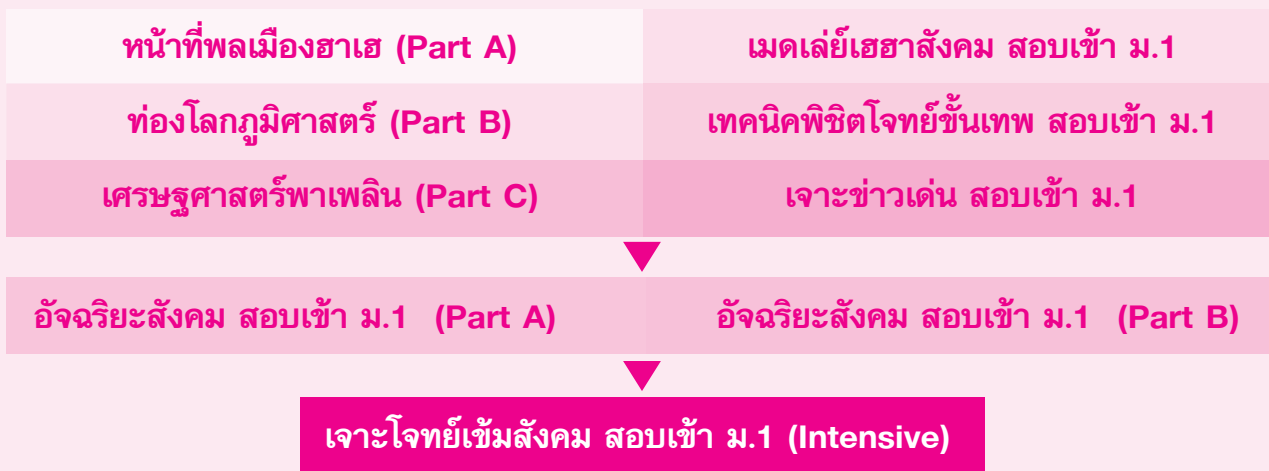 หน้าที่พลเมืองฮาเฮ (Part A)
เมดเล่ย์เฮฮาสังคม สอบเข้า ม.1
ท่องโลกภูมิศาสตร์ (Part B)
เทคนิคพิชิตโจทย์ขั้นเทพ สอบเข้า ม.1
เศรษฐศาสตร์พาเพลิน (Part C)
เจาะข่าวเด่น สอบเข้า ม.1
อัจฉริยะสังคม สอบเข้า ม.1 (Part A)
อัจฉริยะสังคม สอบเข้า ม.1 (Part B)
เจาะโจทย์เข้มสังคม สอบเข้า ม.1 (Intensive)